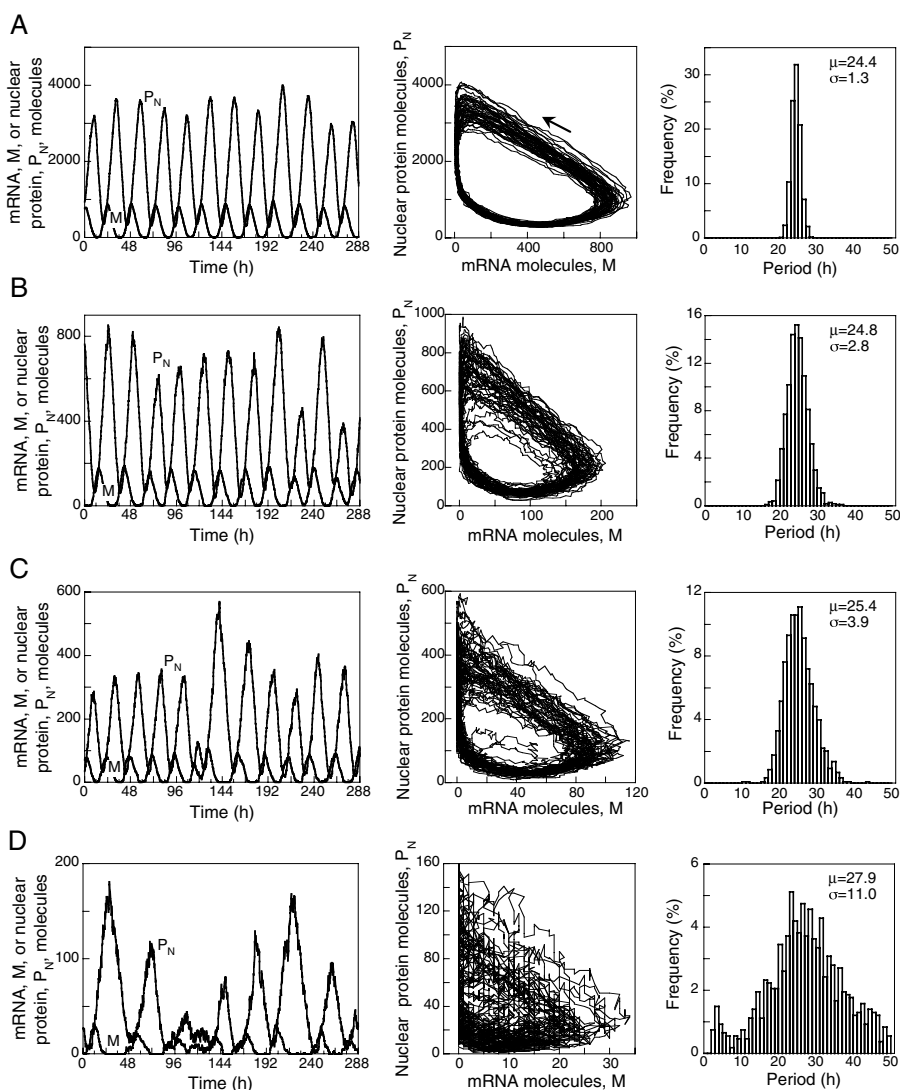 A
mRNA, M, or nuclear
protein, P_N, molecules
4000
2000
0
P_N
M
0 48 96 144 192 240 288
Time (h)
Nuclear protein molecules, P_N
4000
2000
0
0 200 400 600 800
mRNA molecules, M
Frequency (%)
30
20
10
0
μ=24.4
σ=1.3
0 10 20 30 40 50
Period (h)
B
mRNA, M, or nuclear
protein, P_N, molecules
800
400
0
P_N
M
0 48 96 144 192 240 288
Time (h)
Nuclear protein molecules, P_N
1000
800
600
400
200
0
0 100 200
mRNA molecules, M
Frequency (%)
16
12
8
4
0
μ=24.8
σ=2.8
0 10 20 30 40 50
Period (h)
C
mRNA, M, or nuclear
protein, P_N, molecules
600
400
200
0
P_N
M
0 48 96 144 192 240 288
Time (h)
Nuclear protein molecules, P_N
600
500
400
300
200
100
0
0 40 80 120
mRNA molecules, M
Frequency (%)
12
8
4
0
μ=25.4
σ=3.9
0 10 20 30 40 50
Period (h)
D
mRNA, M, or nuclear
protein, P_N, molecules
200
100
0
P_N
M
0 48 96 144 192 240 288
Time (h)
Nuclear protein molecules, P_N
160
120
80
40
0
0 10 20 30
mRNA molecules, M
Frequency (%)
6
4
2
0
μ=27.9
σ=11.0
0 10 20 30 40 50
Period (h)